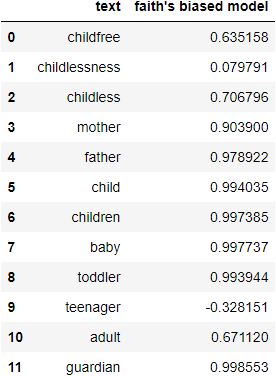 text faith's biased model
0 childfree 0.635158
1 childlessness 0.079791
2 childless 0.706796
3 mother 0.903900
4 father 0.978922
5 child 0.994035
6 children 0.997385
7 baby 0.997737
8 toddler 0.993944
9 teenager -0.328151
10 adult 0.671120
11 guardian 0.998553